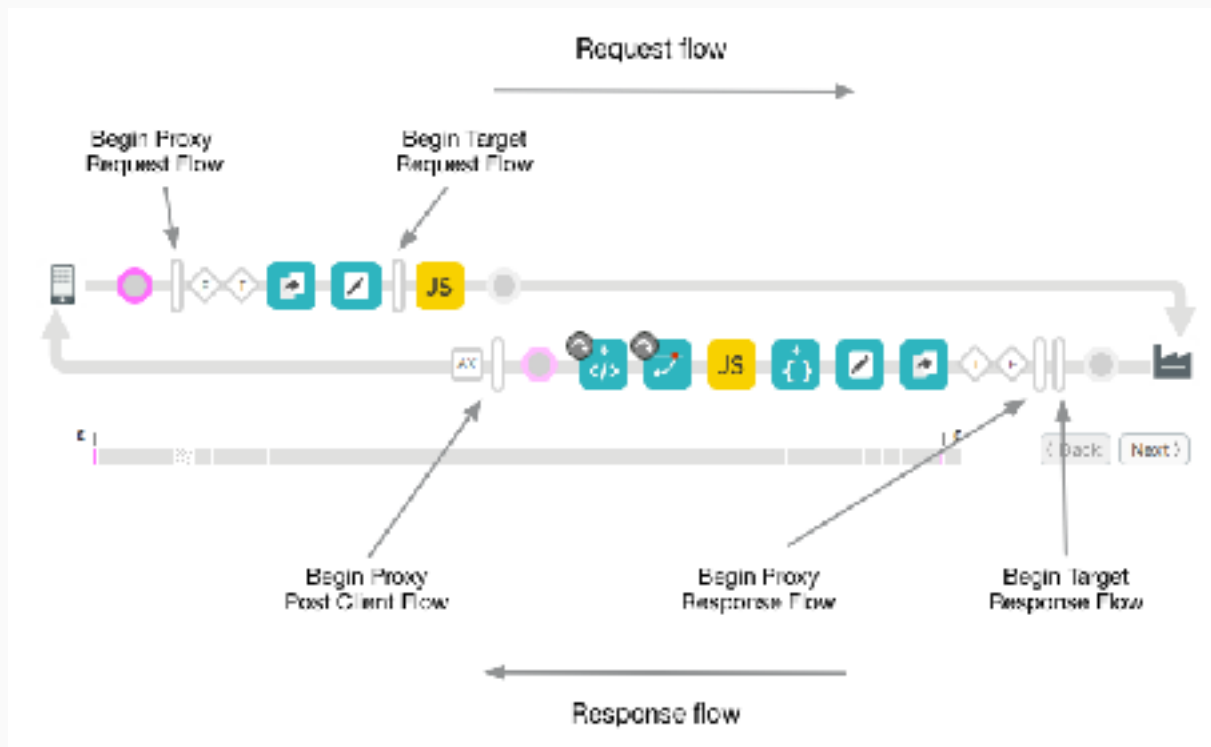 Request flow
Begin Proxy
Request Flow
Begin Target
Request Flow
JS
AX
</>
JS
{ }
Back
Next
Begin Proxy
Post Client Flow
Begin Proxy
Response Flow
Begin Target
Response Flow
Response flow